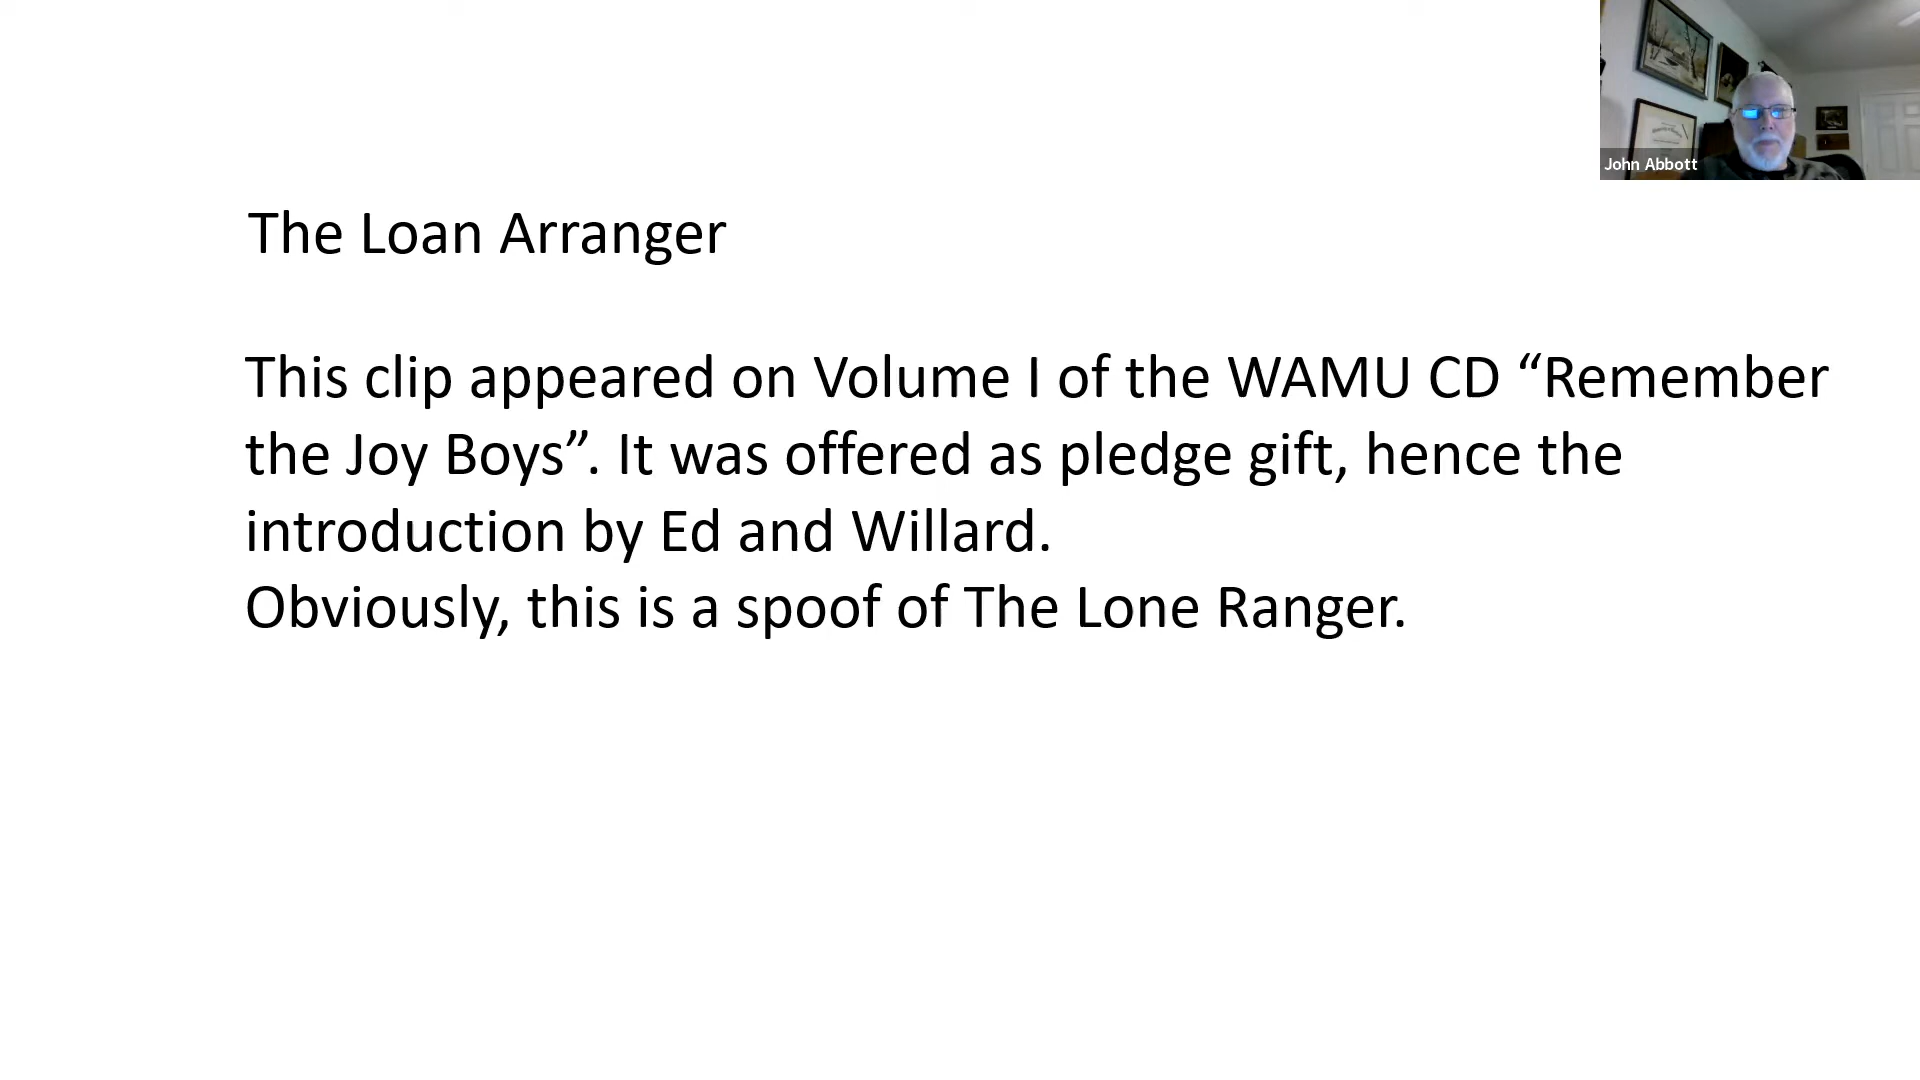 John Abbott
The Loan Arranger
This clip appeared on Volume I of the WAMU CD “Remember
the Joy Boys”. It was offered as pledge gift, hence the
introduction by Ed and Willard.
Obviously, this is a spoof of The Lone Ranger.